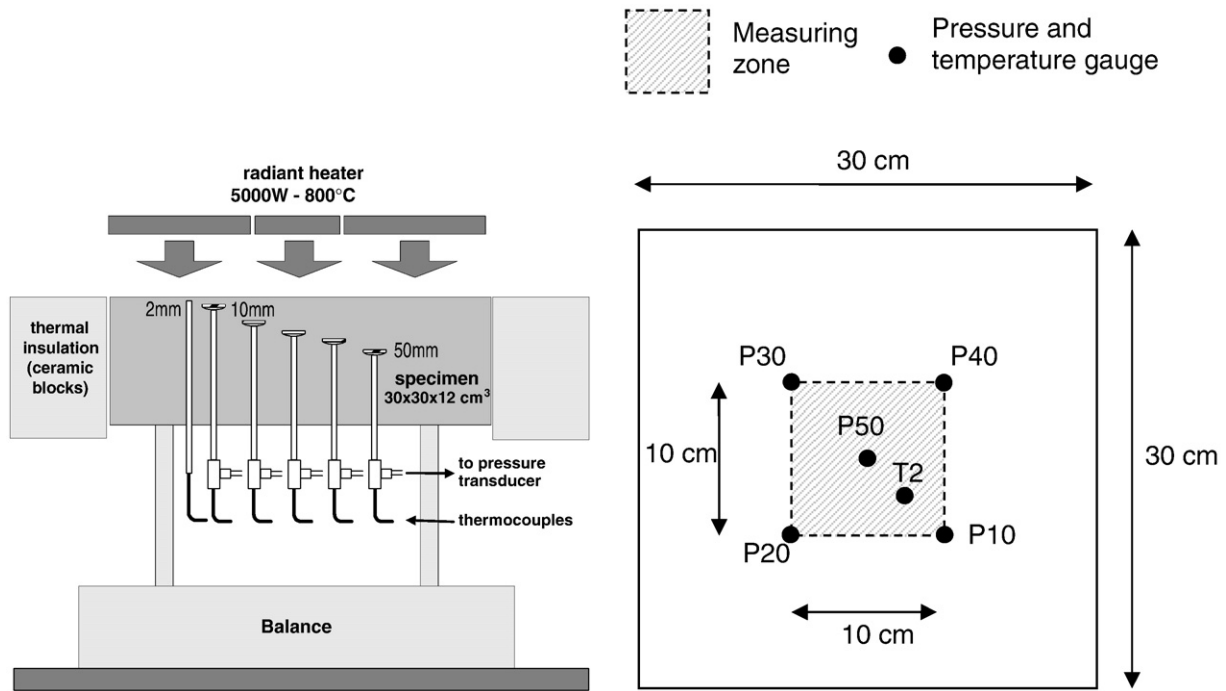 Measuring
zone
Pressure and
temperature gauge
radiant heater
5000W - 800°C
2mm
10mm
50mm
thermal
insulation
(ceramic
blocks)
specimen
30x30x12 cm³
to pressure
transducer
thermocouples
Balance
30 cm
P30
P40
P50
T2
10 cm
30 cm
P20
P10
10 cm